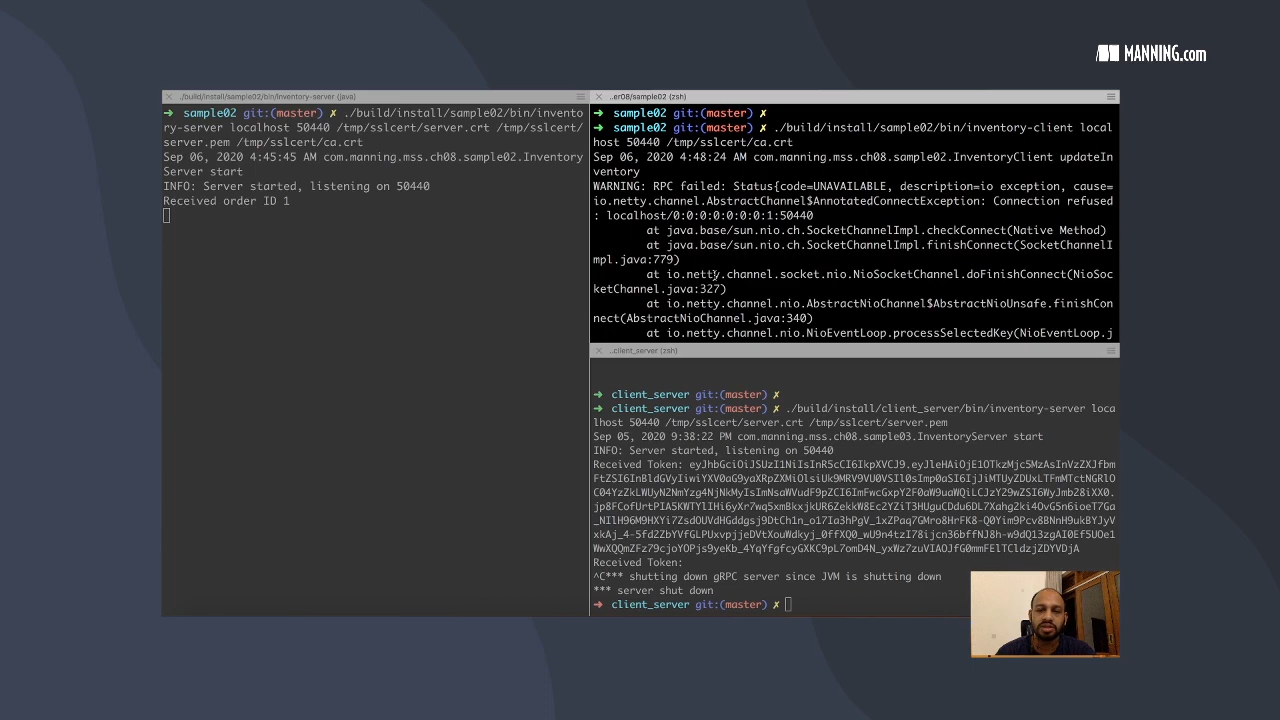 MANNING.com
./build/install/sample02/bin/inventory-server (java)
➜ sample02 git:(master) ✗ ./build/install/sample02/bin/invento
ry-server localhost 50440 /tmp/sslcert/server.crt /tmp/sslcert/
server.pem /tmp/sslcert/ca.crt
Sep 06, 2020 4:45:45 AM com.manning.mss.ch08.sample02.Inventory
Server start
INFO: Server started, listening on 50440
Received order ID 1
..er08/sample02 (zsh)
➜ sample02 git:(master) ✗
➜ sample02 git:(master) ✗ ./build/install/sample02/bin/inventory-client local
host 50440 /tmp/sslcert/ca.crt
Sep 06, 2020 4:48:24 AM com.manning.mss.ch08.sample02.InventoryClient updateIn
ventory
WARNING: RPC failed: Status{code=UNAVAILABLE, description=io exception, cause=
io.netty.channel.AbstractChannel$AnnotatedConnectException: Connection refused
: localhost/0:0:0:0:0:0:0:1:50440
at java.base/sun.nio.ch.SocketChannelImpl.checkConnect(Native Method)
at java.base/sun.nio.ch.SocketChannelImpl.finishConnect(SocketChannelI
mpl.java:779)
at io.netty.channel.socket.nio.NioSocketChannel.doFinishConnect(NioSoc
ketChannel.java:327)
at io.netty.channel.nio.AbstractNioChannel$AbstractNioUnsafe.finishCon
nect(AbstractNioChannel.java:340)
at io.netty.channel.nio.NioEventLoop.processSelectedKey(NioEventLoop.j
..client_server (zsh)
➜ client_server git:(master) ✗
➜ client_server git:(master) ✗ ./build/install/client_server/bin/inventory-server loca
lhost 50440 /tmp/sslcert/server.crt /tmp/sslcert/server.pem
Sep 05, 2020 9:38:22 PM com.manning.mss.ch08.sample03.InventoryServer start
INFO: Server started, listening on 50440
Received Token:
Received Token:
^C*** shutting down gRPC server since JVM is shutting down
*** server shut down
➜ client_server git:(master) ✗